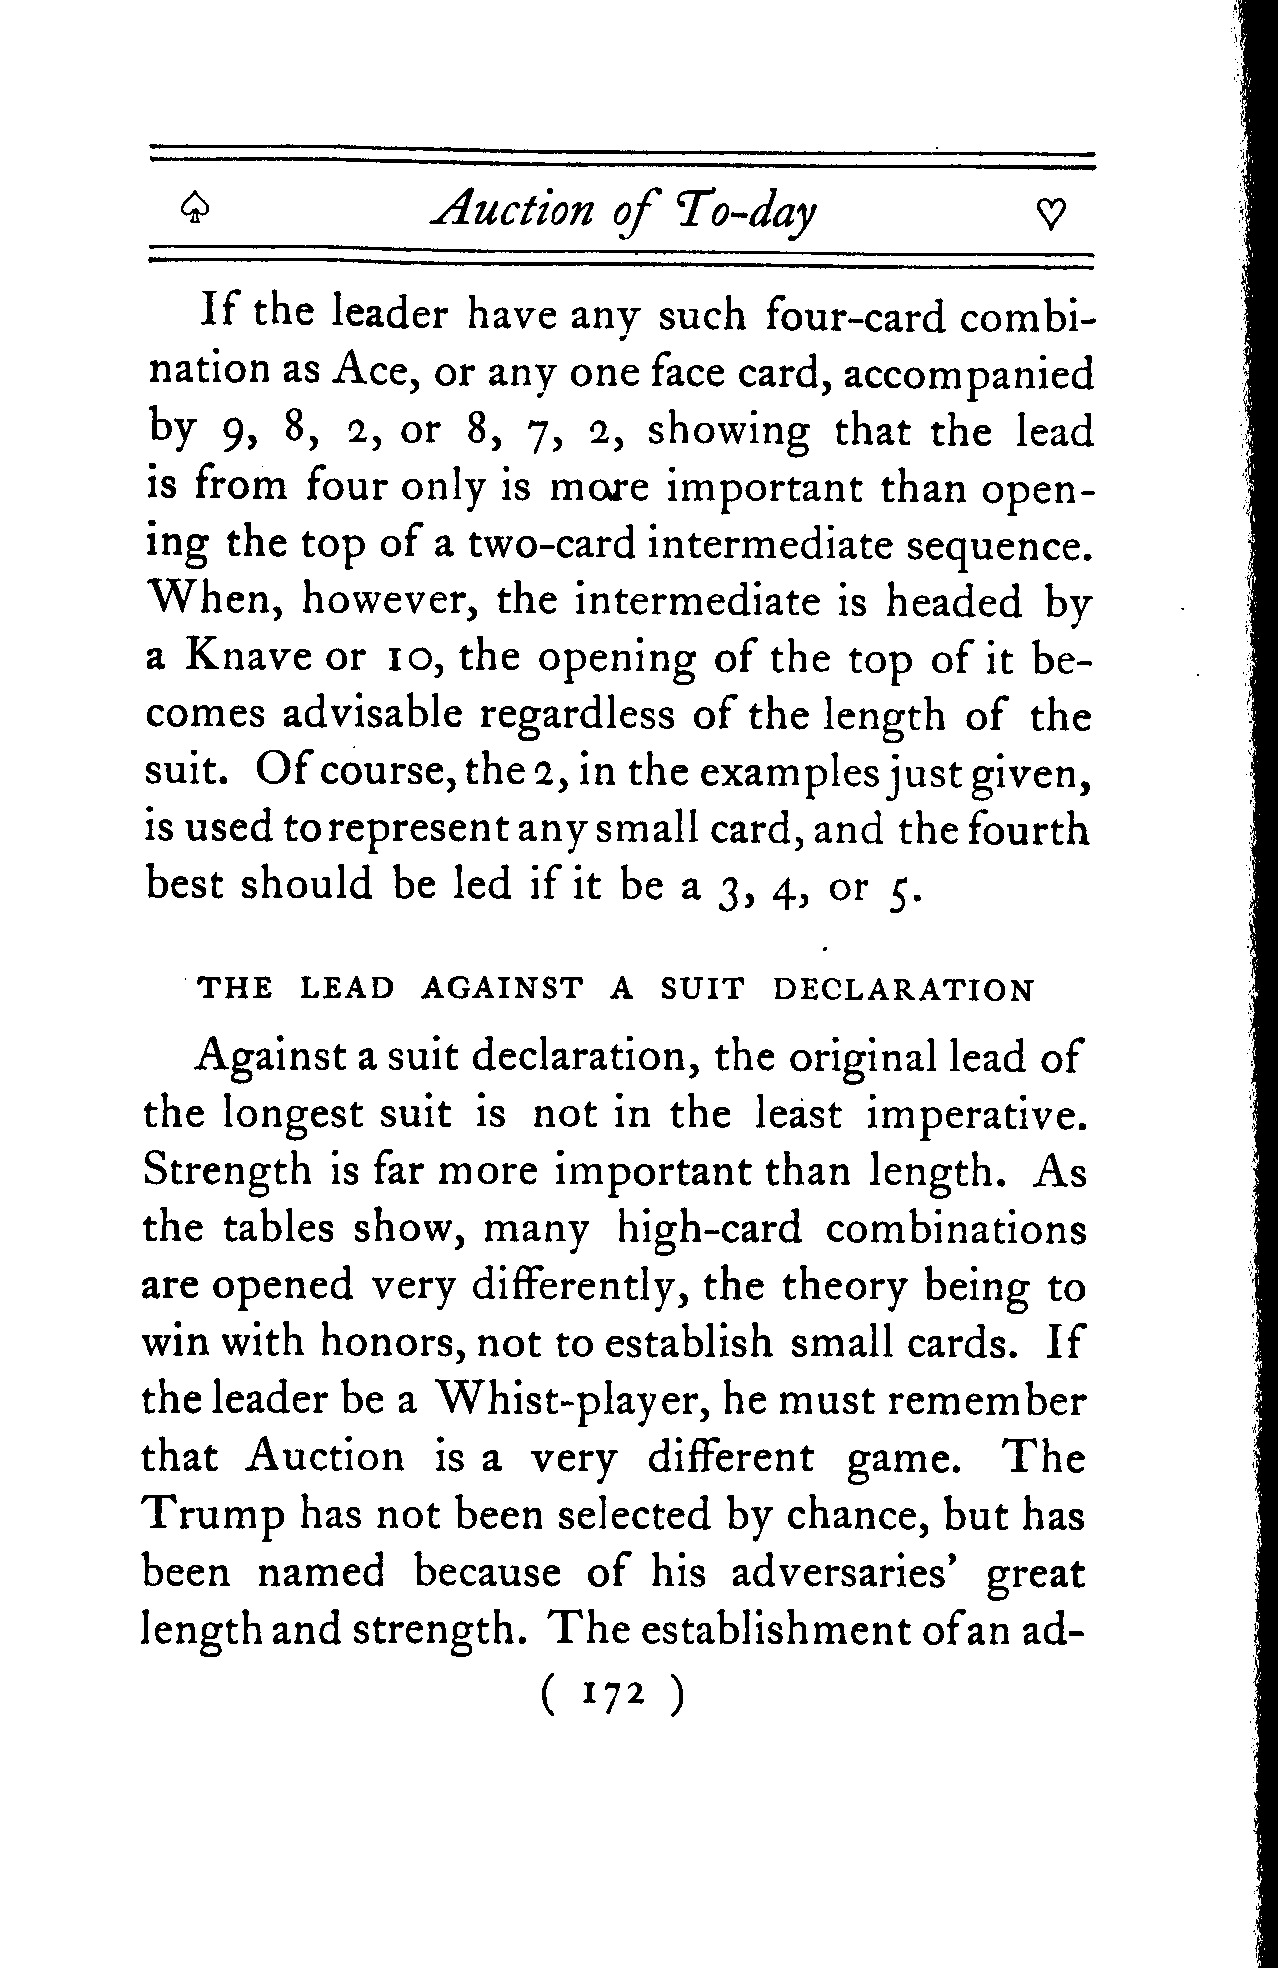 ♤ Auction of To-day ♡
If the leader have any such four-card combi-
nation as Ace, or any one face card, accompanied
by 9, 8, 2, or 8, 7, 2, showing that the lead
is from four only is more important than open-
ing the top of a two-card intermediate sequence.
When, however, the intermediate is headed by
a Knave or 10, the opening of the top of it be-
comes advisable regardless of the length of the
suit. Of course, the 2, in the examples just given,
is used to represent any small card, and the fourth
best should be led if it be a 3, 4, or 5.
THE LEAD AGAINST A SUIT DECLARATION
Against a suit declaration, the original lead of
the longest suit is not in the least imperative.
Strength is far more important than length. As
the tables show, many high-card combinations
are opened very differently, the theory being to
win with honors, not to establish small cards. If
the leader be a Whist-player, he must remember
that Auction is a very different game. The
Trump has not been selected by chance, but has
been named because of his adversaries' great
length and strength. The establishment of an ad-
( 172 )